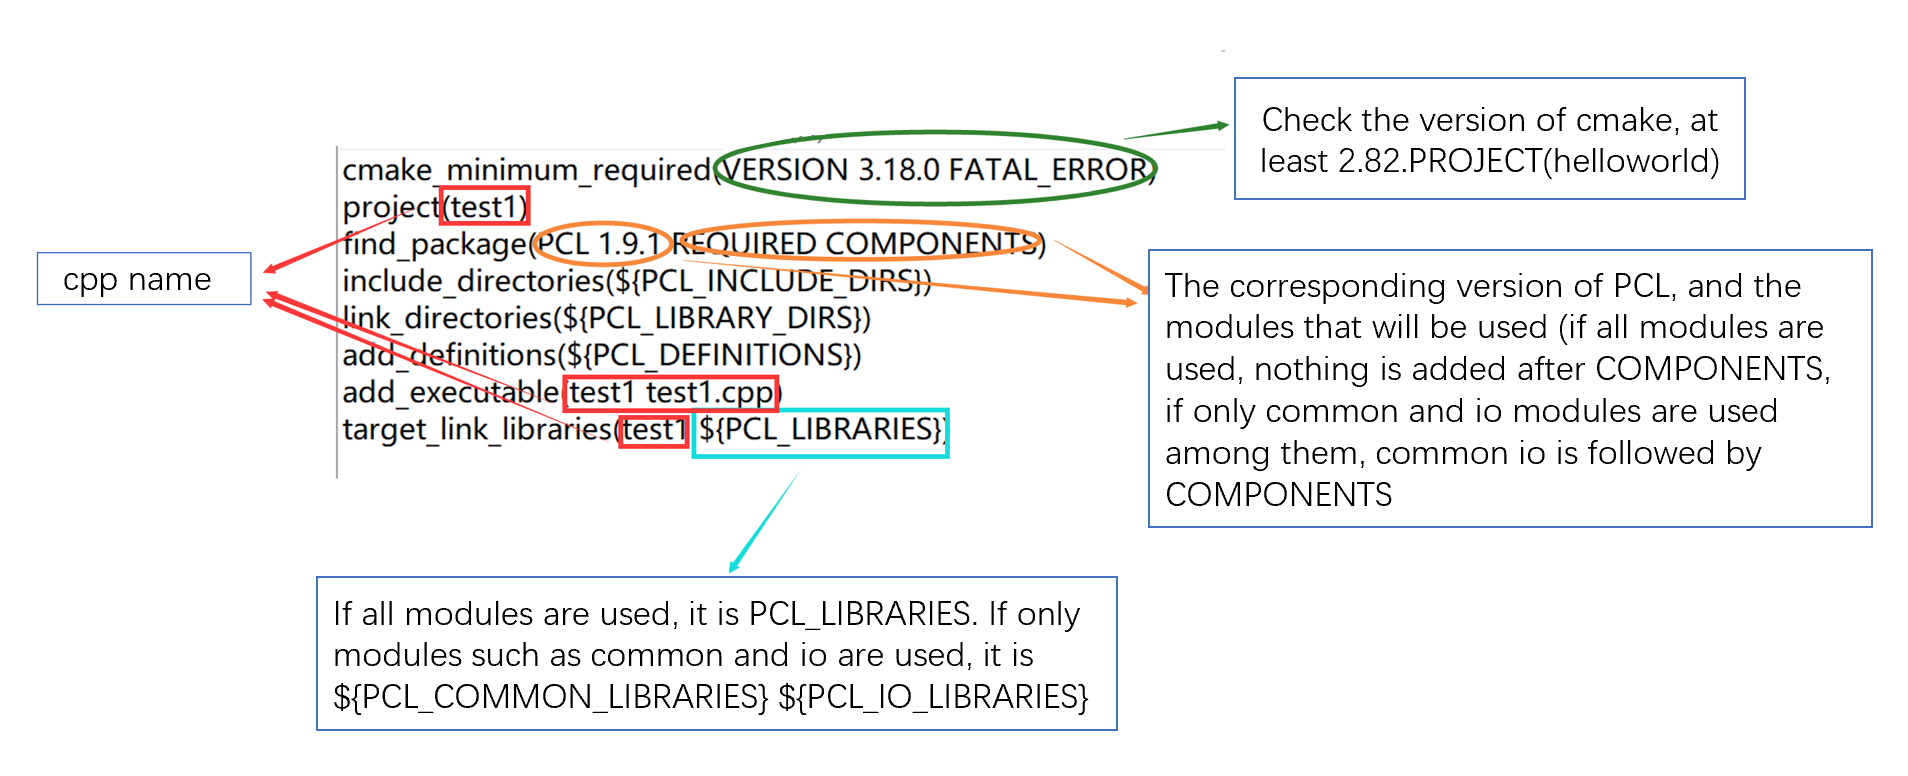 Check the version of cmake, at
least 2.82.PROJECT(helloworld)
cmake_minimum_required(VERSION 3.18.0 FATAL_ERROR)
project(test1)
find_package(PCL 1.9.1 REQUIRED COMPONENTS)
include_directories(${PCL_INCLUDE_DIRS})
link_directories(${PCL_LIBRARY_DIRS})
add_definitions(${PCL_DEFINITIONS})
add_executable(test1 test1.cpp)
target_link_libraries(test1 ${PCL_LIBRARIES})
cpp name
The corresponding version of PCL, and the
modules that will be used (if all modules are
used, nothing is added after COMPONENTS,
if only common and io modules are used
among them, common io is followed by
COMPONENTS
If all modules are used, it is PCL_LIBRARIES. If only
modules such as common and io are used, it is
${PCL_COMMON_LIBRARIES} ${PCL_IO_LIBRARIES}